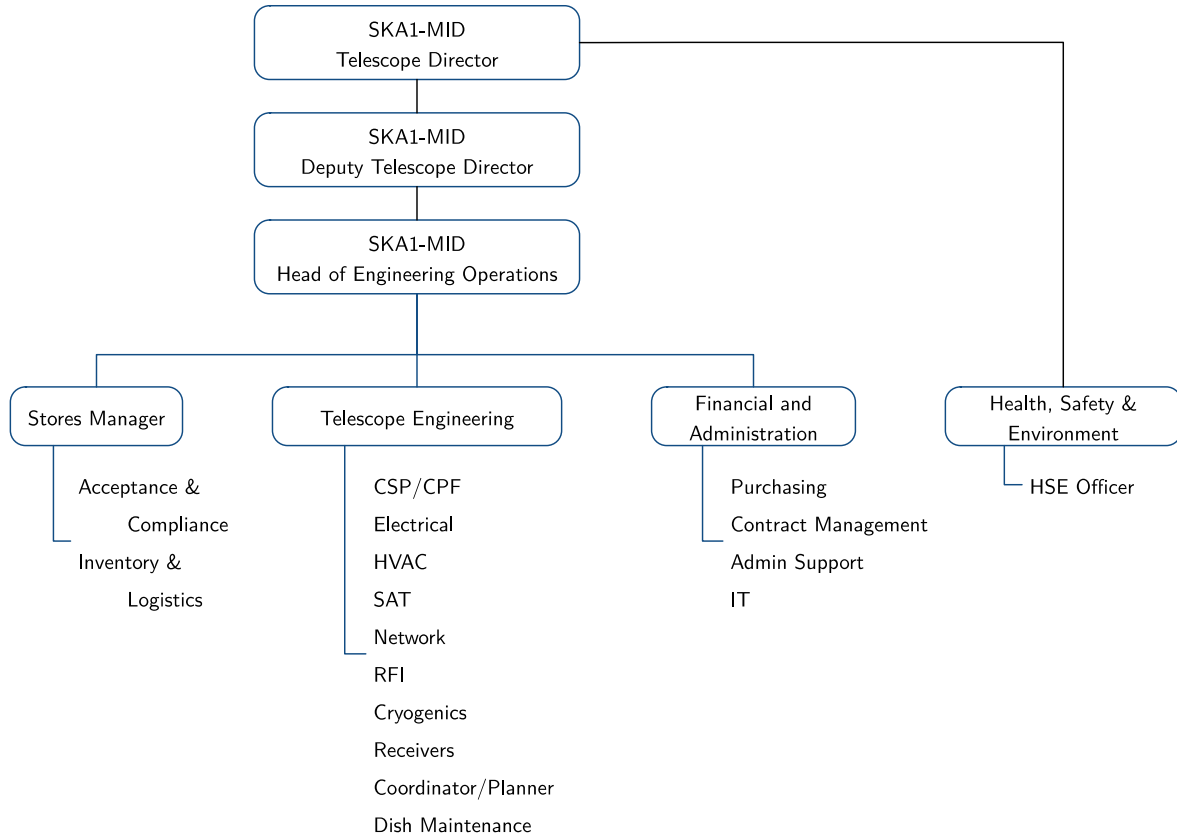 SKA1-MID
Telescope Director
SKA1-MID
Deputy Telescope Director
SKA1-MID
Head of Engineering Operations
Stores Manager
Acceptance &
Compliance
Inventory &
Logistics
Telescope Engineering
CSP/CPF
Electrical
HVAC
SAT
Network
RFI
Cryogenics
Receivers
Coordinator/Planner
Dish Maintenance
Financial and
Administration
Purchasing
Contract Management
Admin Support
IT
Health, Safety &
Environment
HSE Officer